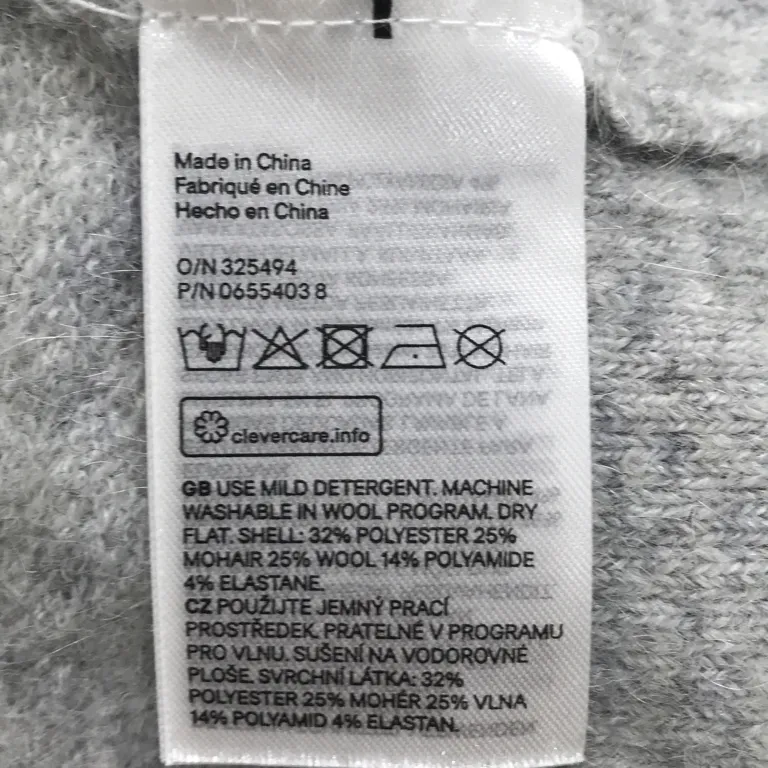 Made in China
Fabriqué en Chine
Hecho en China
O/N 325494
P/N 0655403 8
clevercare.info
GB USE MILD DETERGENT. MACHINE
WASHABLE IN WOOL PROGRAM. DRY
FLAT. SHELL: 32% POLYESTER 25%
MOHAIR 25% WOOL 14% POLYAMIDE
4% ELASTANE.
CZ POUŽIJTE JEMNÝ PRACÍ
PROSTŘEDEK. PRATELNÉ V PROGRAMU
PRO VLNU. SUŠENÍ NA VODOROVNÉ
PLOŠE. SVRCHNÍ LÁTKA: 32%
POLYESTER 25% MOHÉR 25% VLNA
14% POLYAMID 4% ELASTAN.